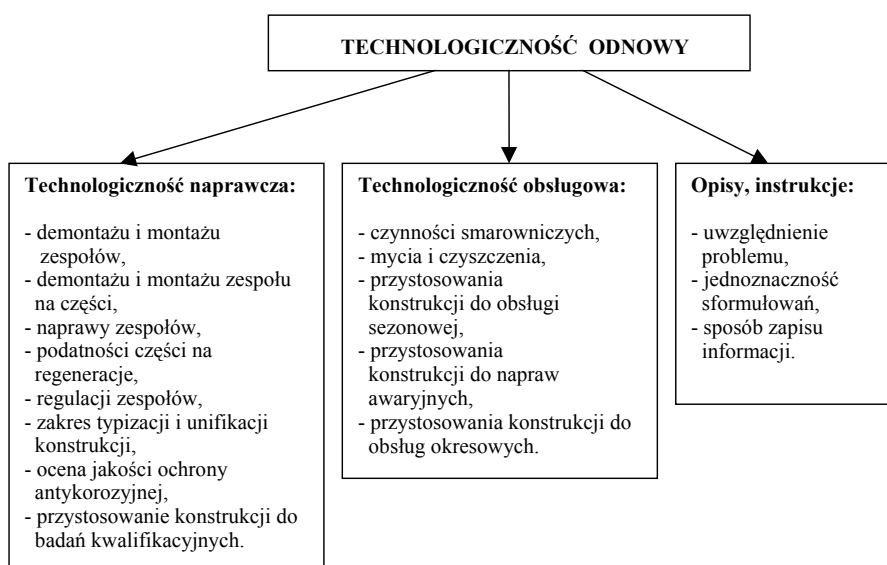 TECHNOLOGICZNOŚĆ ODNOWY
Technologiczność naprawcza:
- demontażu i montażu
zespołów,
- demontażu i montażu zespołu
na części,
- naprawy zespołów,
- podatności części na
regeneracje,
- regulacji zespołów,
- zakres typizacji i unifikacji
konstrukcji,
- ocena jakości ochrony
antykorozyjnej,
- przystosowanie konstrukcji do
badań kwalifikacyjnych.
Technologiczność obsługowa:
- czynności smarowniczych,
- mycia i czyszczenia,
- przystosowania
konstrukcji do obsługi
sezonowej,
- przystosowania
konstrukcji do napraw
awaryjnych,
- przystosowania konstrukcji do
obsług okresowych.
Opisy, instrukcje:
- uwzględnienie
problemu,
- jednoznaczność
sformułowań,
- sposób zapisu
informacji.